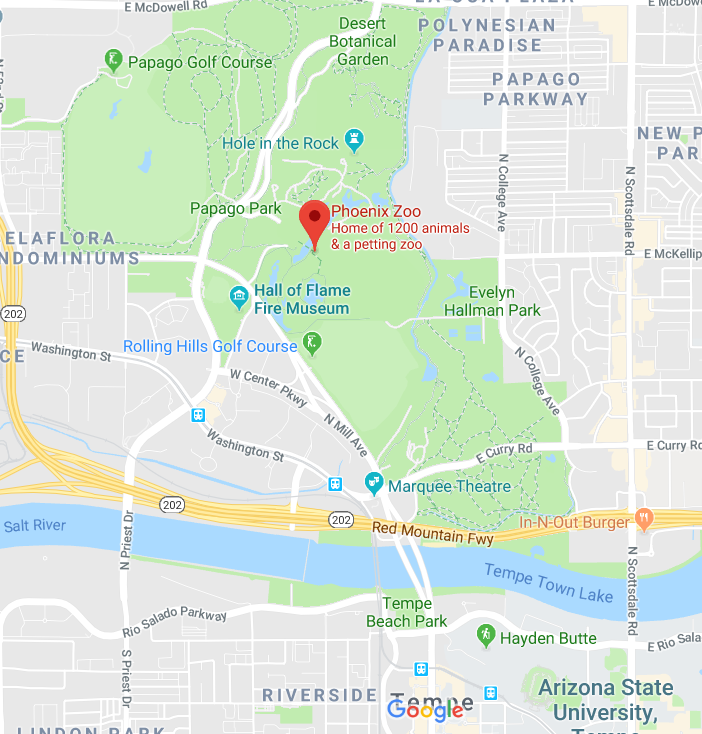 E McDowell Rd
E McDowell
Desert
Botanical
Garden
POLYNESIAN
PARADISE
Papago Golf Course
PAPAGO
PARKWAY
Hole in the Rock
NEW P
PAR
N College Ave
N Scottsdale Rd
Papago Park
Phoenix Zoo
Home of 1200 animals
& a petting zoo
ELAFLORA
NDOMINIUMS
E McKellip
Hall of Flame
Fire Museum
Evelyn
Hallman Park
202
Rolling Hills Golf Course
Washington St
CE
N College Ave
W Center Pkwy
N Mill Ave
Washington St
E Curry Rd
E Curry Rd
Marquee Theatre
202
202
Red Mountain Fwy
In-N-Out Burger
Salt River
N Priest Dr
Tempe Town Lake
N Scottsdale Rd
Rio Salado Parkway
Tempe
Beach Park
Hayden Butte
E Rio Sala
S Priest Dr
RIVERSIDE
Tempe
Google
Arizona State
University,
Tempe
LINDON PARK